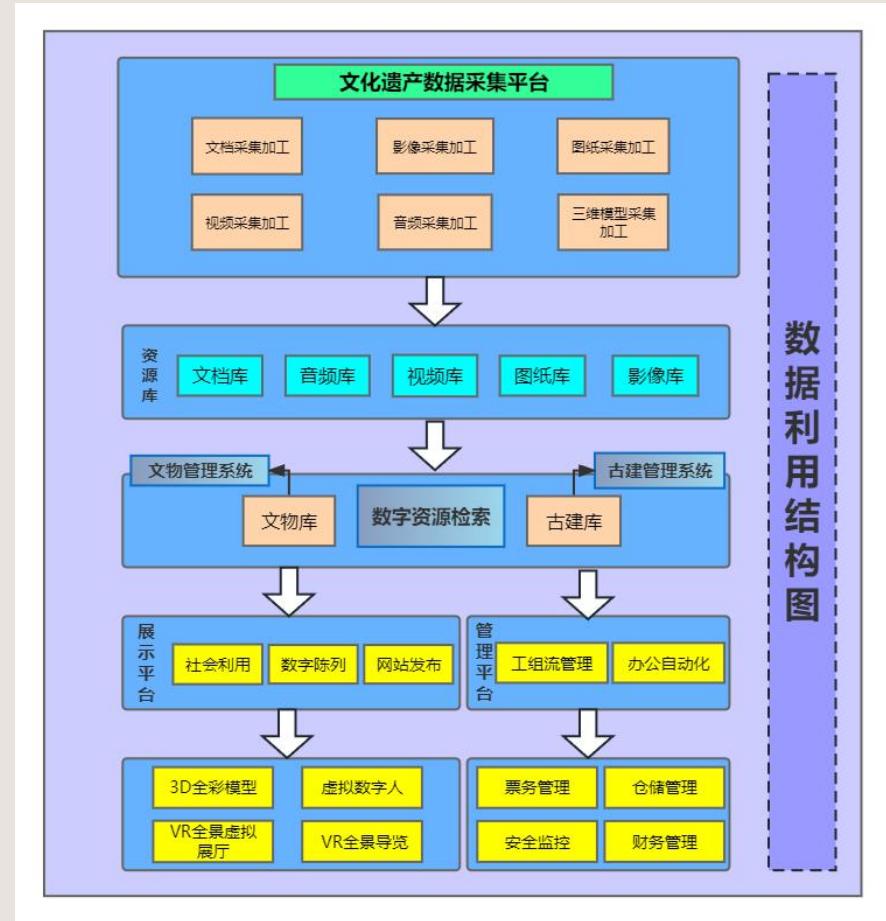 文化遗产数据采集平台
文档采集加工
影像采集加工
图纸采集加工
视频采集加工
音频采集加工
三维模型采集
加工
资源库
文档库
音频库
视频库
图纸库
影像库
文物管理系统
古建管理系统
文物库
数字资源检索
古建库
展示平台
社会利用
数字陈列
网站发布
管理平台
工组流管理
办公自动化
3D全彩模型
虚拟数字人
VR全景虚拟
展厅
VR全景导览
票务管理
仓储管理
安全监控
财务管理
数据利用结构图